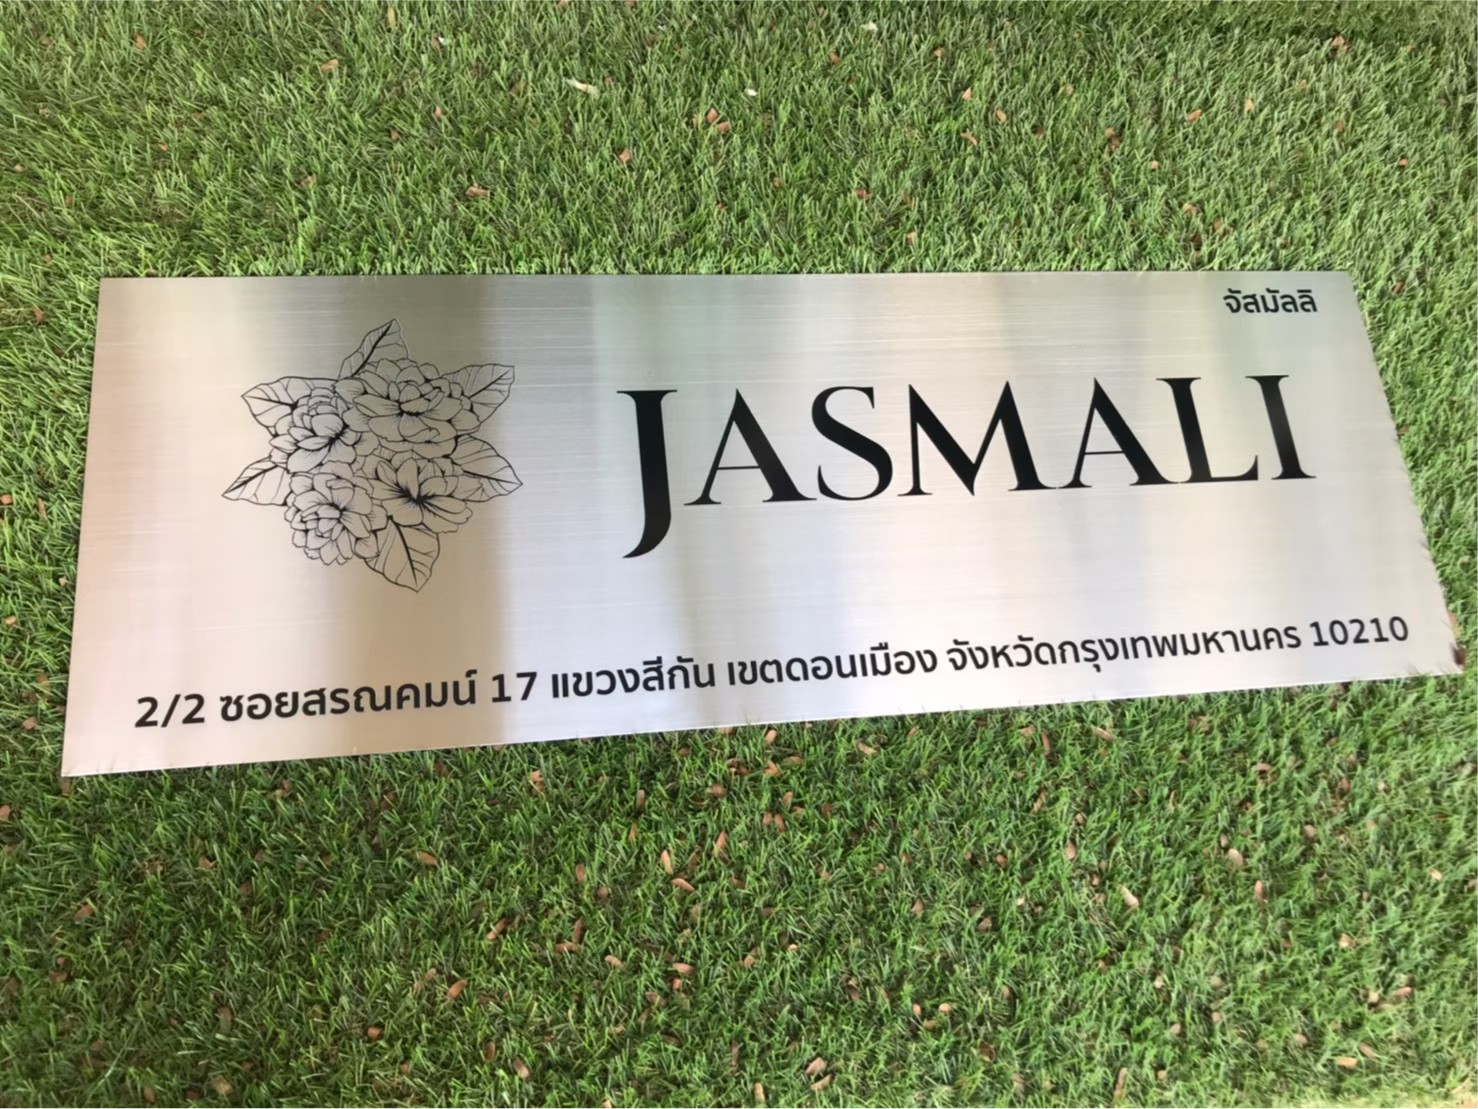 จัสมัลลิ
JASMALI
2/2 ซอยสรณคมน์ 17 แขวงสีกัน เขตดอนเมือง จังหวัดกรุงเทพมหานคร 10210